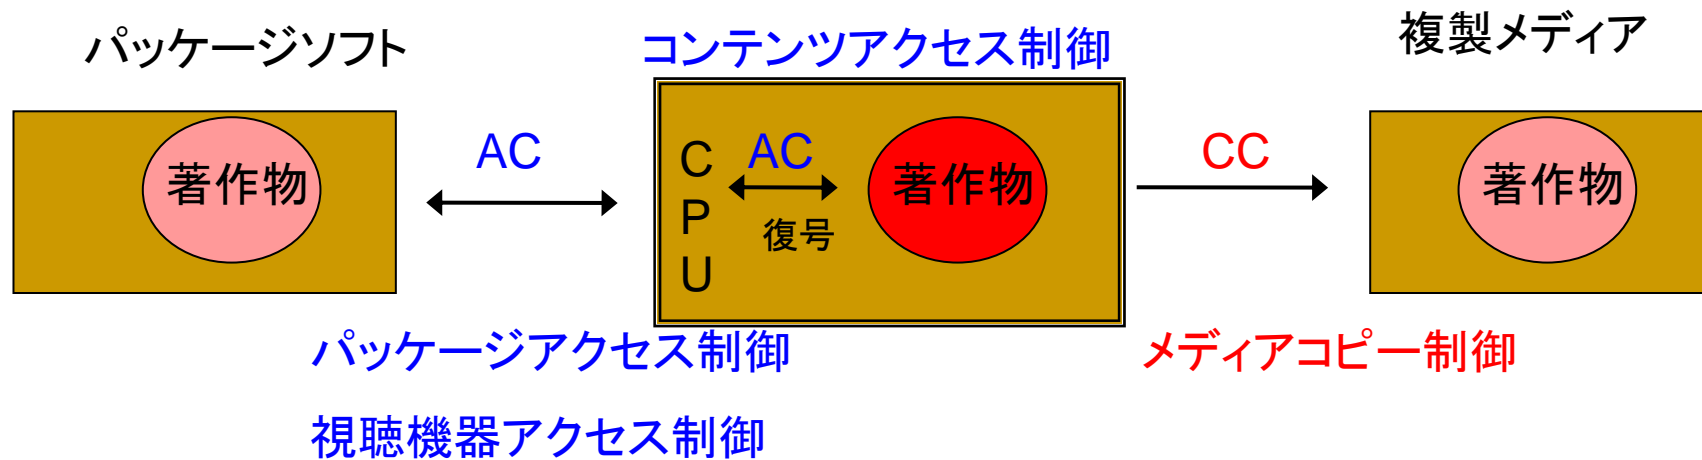 パッケージソフト
コンテンツアクセス制御
複製メディア
著作物
AC
CPU
AC
復号
著作物
CC
著作物
パッケージアクセス制御
メディアコピー制御
視聴機器アクセス制御